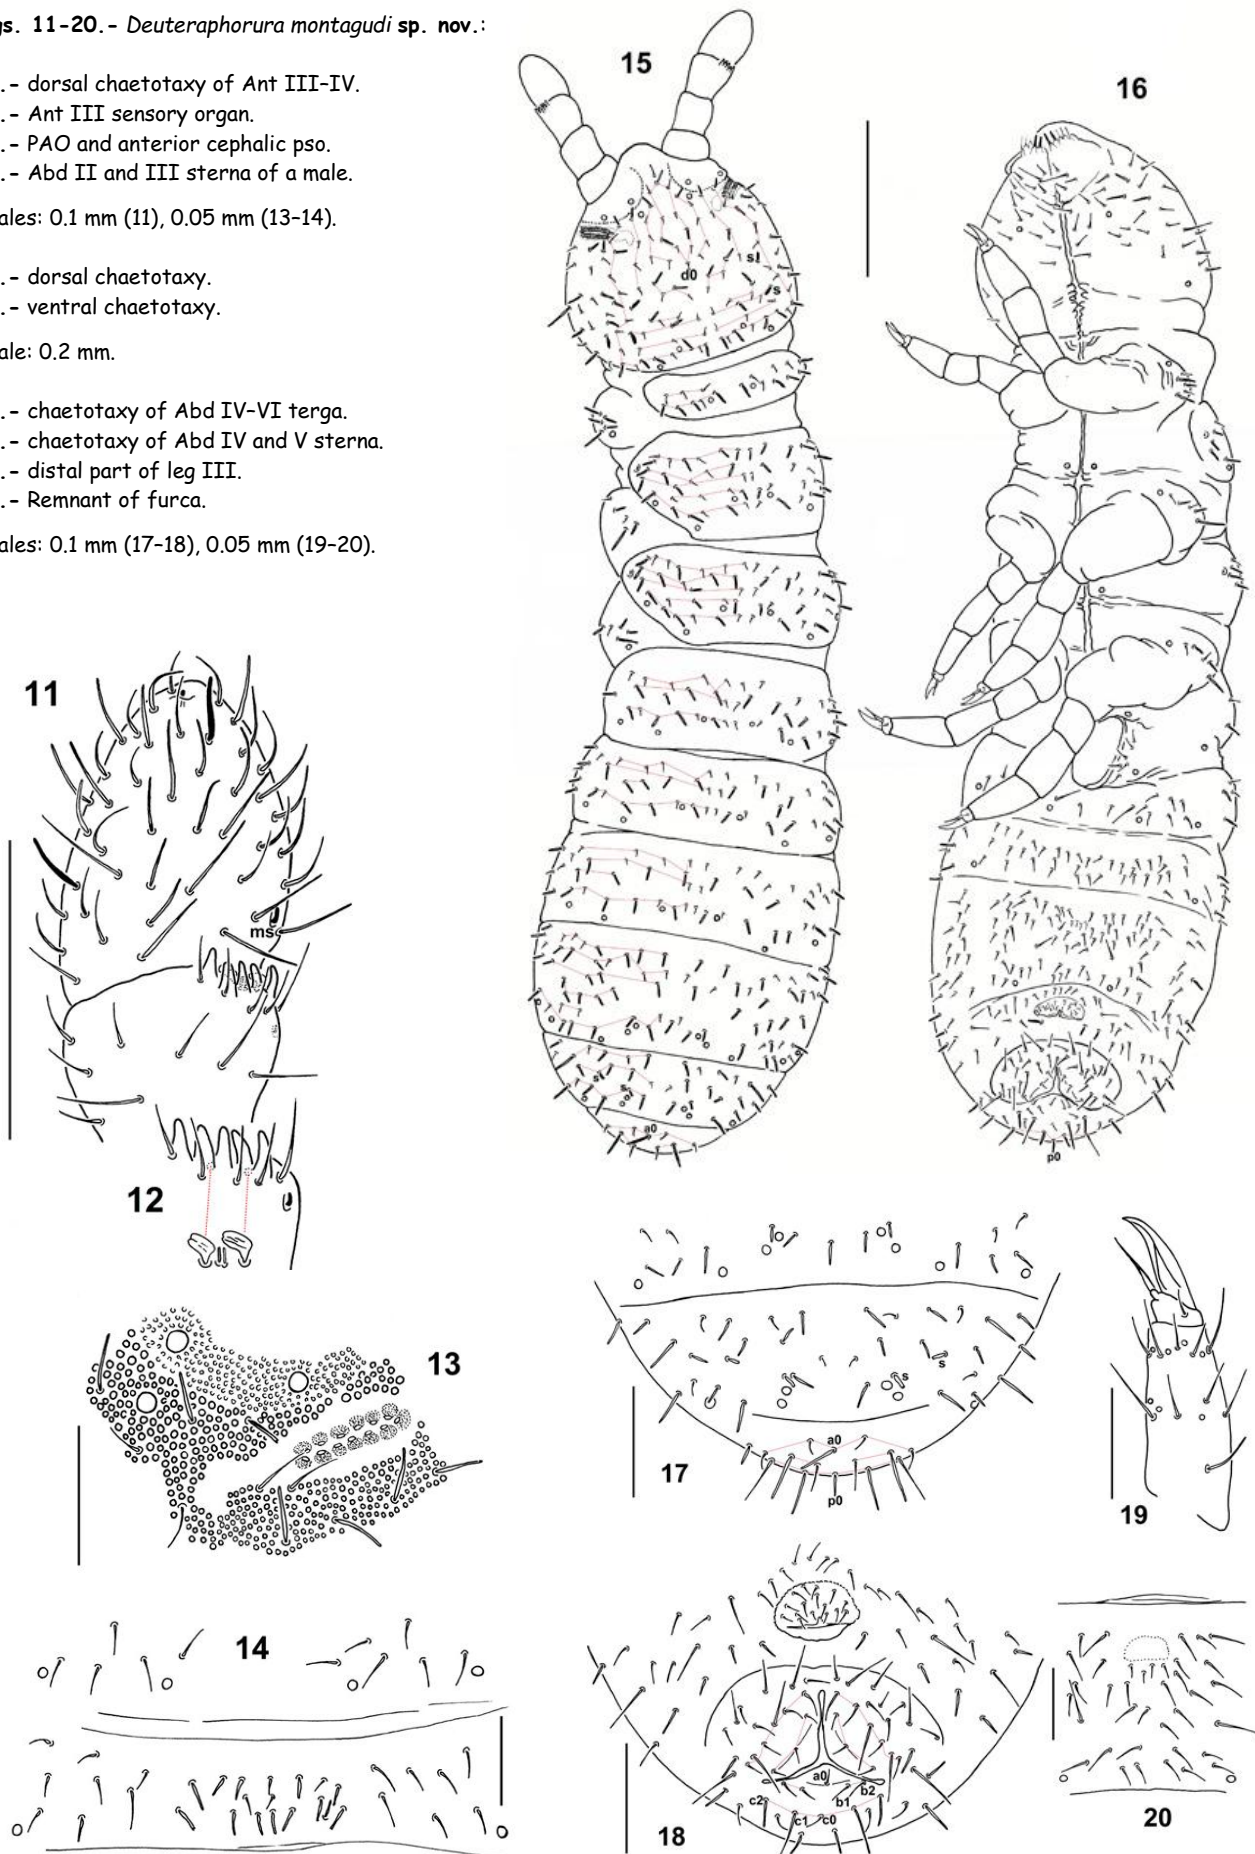 gs. 11-20.- Deuteraphorura montagudi sp. nov.:
.- dorsal chaetotaxy of Ant III–IV.
.- Ant III sensory organ.
.- PAO and anterior cephalic pso.
.- Abd II and III sterna of a male.
ales: 0.1 mm (11), 0.05 mm (13–14).
.- dorsal chaetotaxy.
.- ventral chaetotaxy.
ale: 0.2 mm.
.- chaetotaxy of Abd IV–VI terga.
.- chaetotaxy of Abd IV and V sterna.
.- distal part of leg III.
.- Remnant of furca.
ales: 0.1 mm (17–18), 0.05 mm (19–20).
15
d0
s
s
s
s
a0
16
p0
11
ms
12
13
14
17
s
s
a0
p0
19
18
a0
b2
b1
c2
c1
c0
20